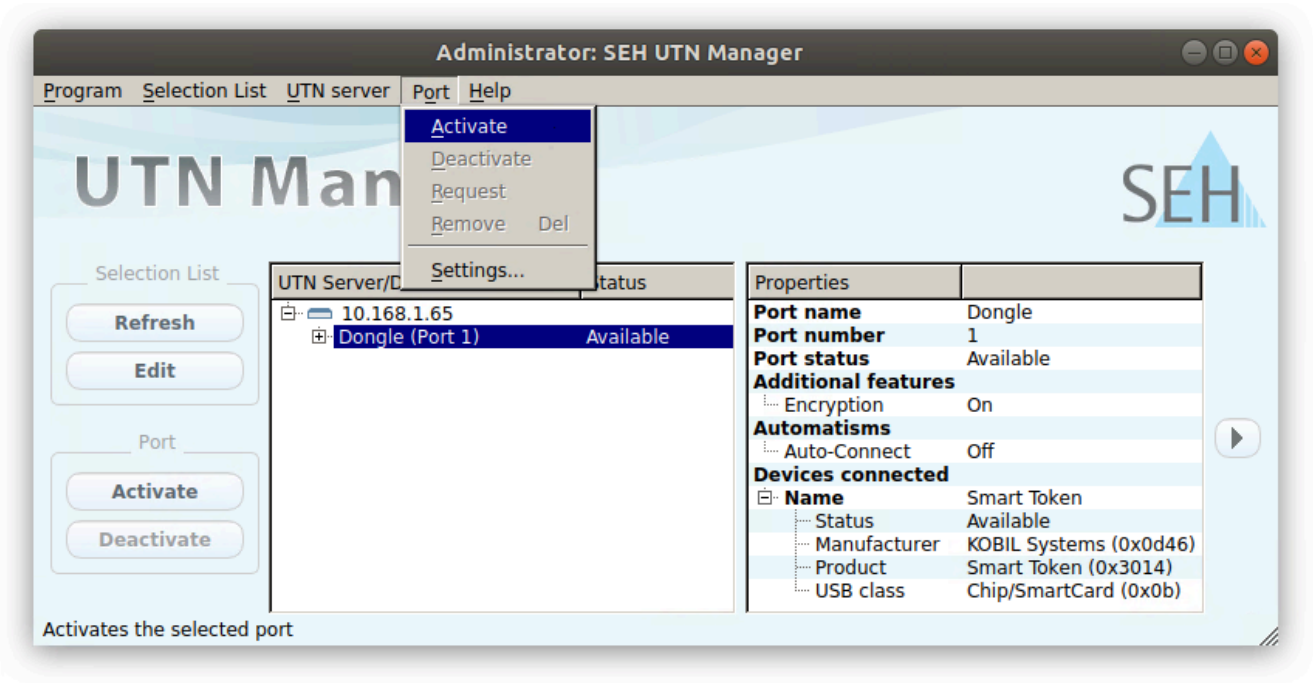 Administrator: SEH UTN Manager
Program Selection List UTN server Port Help
Activate
Deactivate
Request
Remove Del
Settings...
UTN Man
SEH
Selection List
Refresh
Edit
Port
Activate
Deactivate
UTN Server/D tatus
10.168.1.65
Dongle (Port 1) Available
Properties
Port name Dongle
Port number 1
Port status Available
Additional features
Encryption On
Automatisms
Auto-Connect Off
Devices connected
Name Smart Token
Status Available
Manufacturer KOBIL Systems (0x0d46)
Product Smart Token (0x3014)
USB class Chip/SmartCard (0x0b)
Activates the selected port